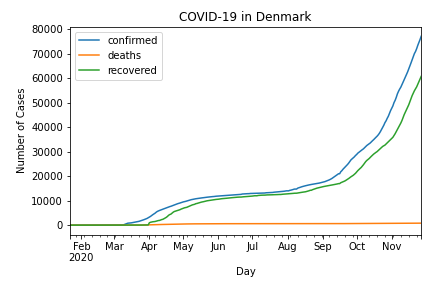 COVID-19 in Denmark
80000
70000
60000
50000
40000
30000
20000
10000
0
Number of Cases
confirmed
deaths
recovered
Feb Mar Apr May Jun Jul Aug Sep Oct Nov
2020
Day